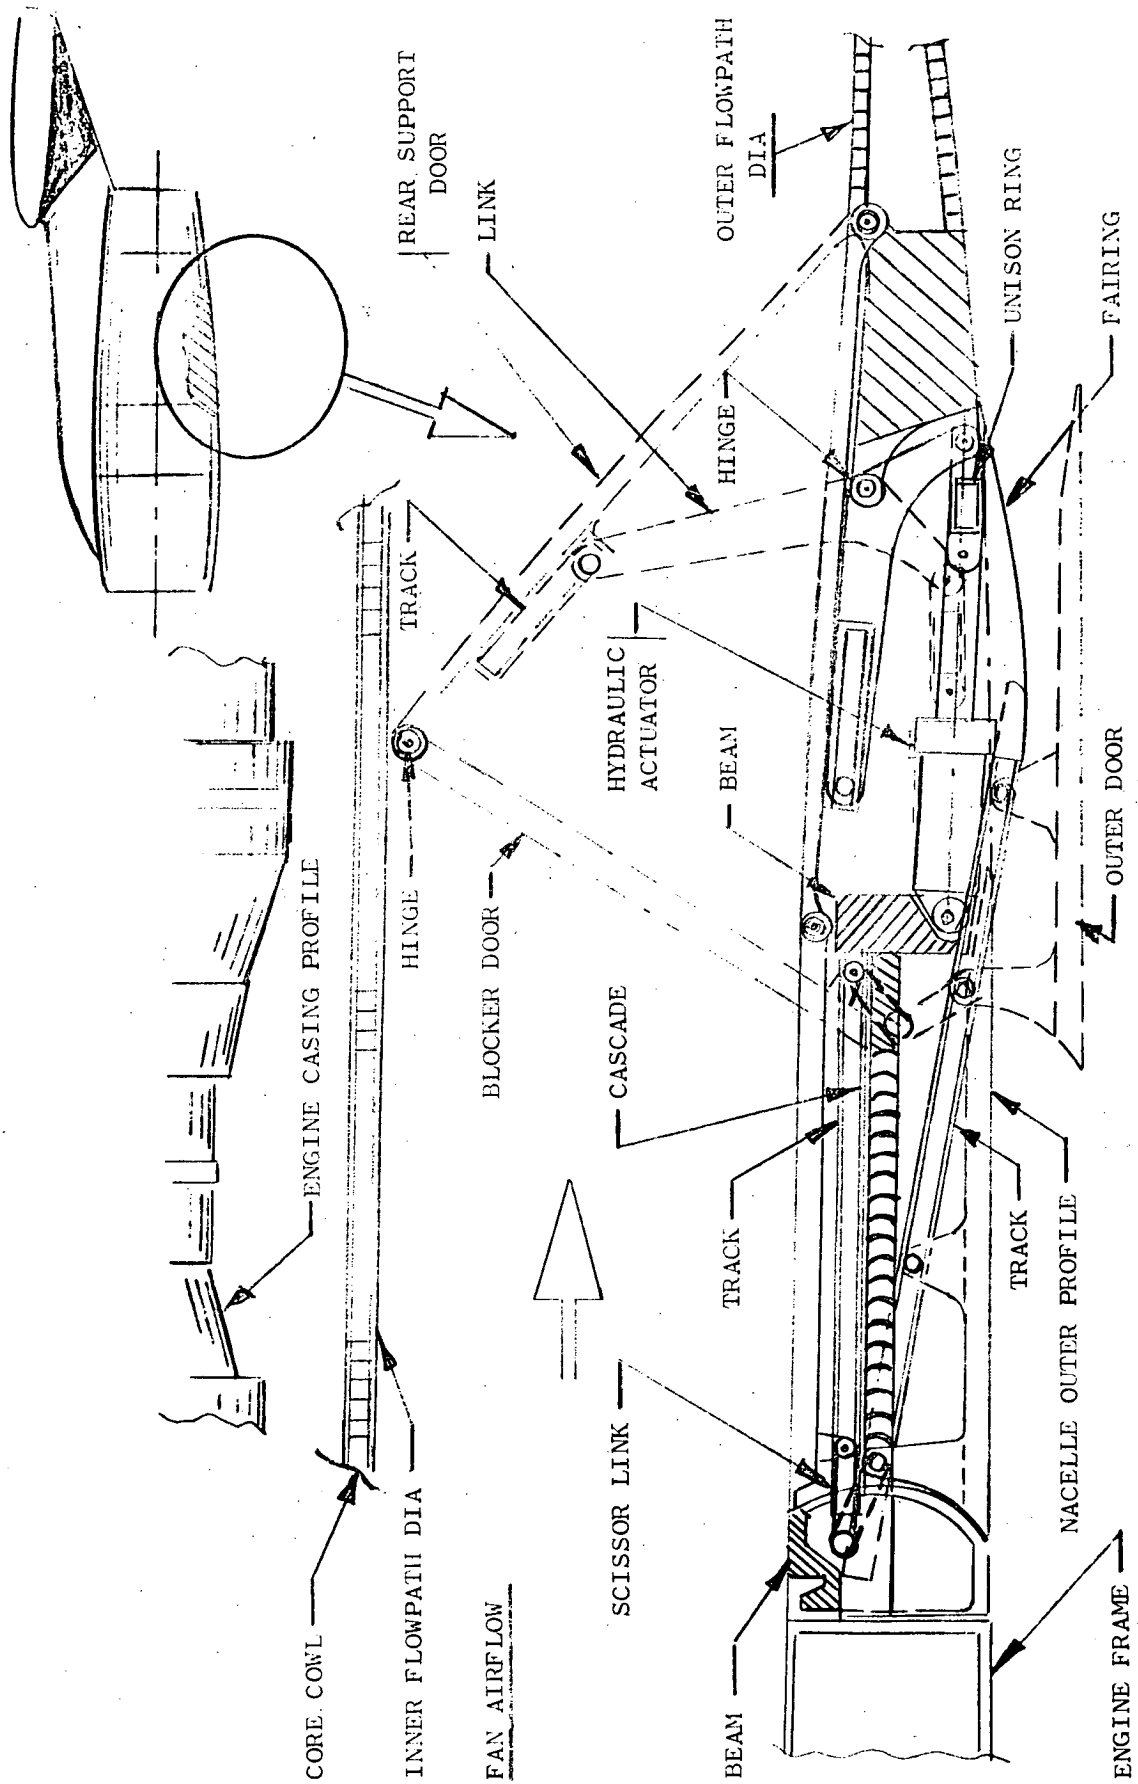 REAR SUPPORT
DOOR
LINK
OUTER FLOWPATH
DIA
UNISON RING
FAIRING
HINGE
TRACK
HYDRAULIC
ACTUATOR
BEAM
OUTER DOOR
HINGE
BLOCKER DOOR
CASCADE
ENGINE CASING PROFILE
TRACK
TRACK
NACELLE OUTER PROFILE
SCISSOR LINK
CORE COWL
INNER FLOWPATH DIA
FAN AIRFLOW
BEAM
ENGINE FRAME